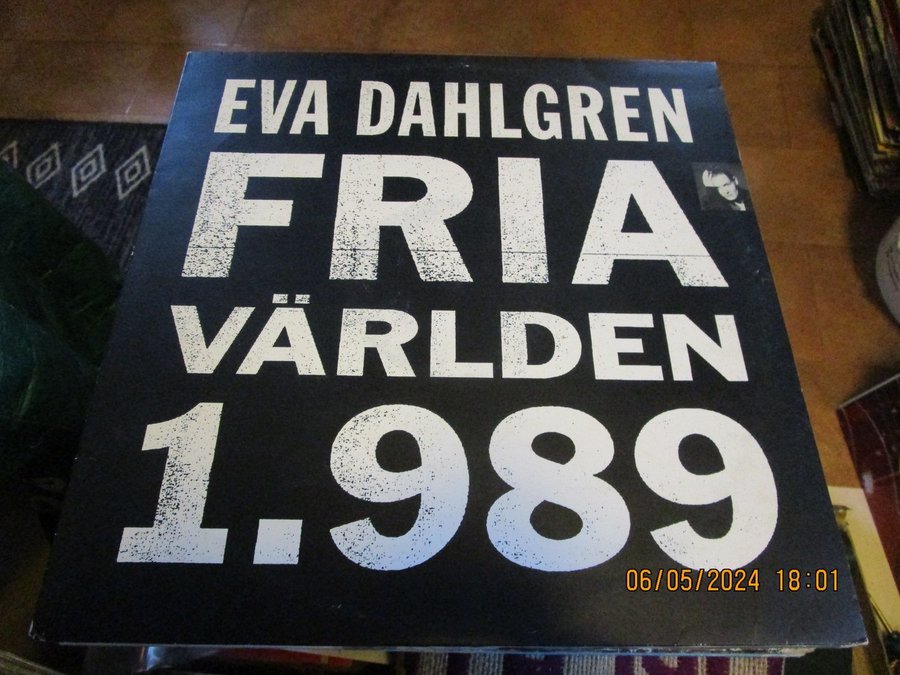 EVA DAHLGREN
FRIA
VÄRLDEN
1.989
06/05/2024 18:01